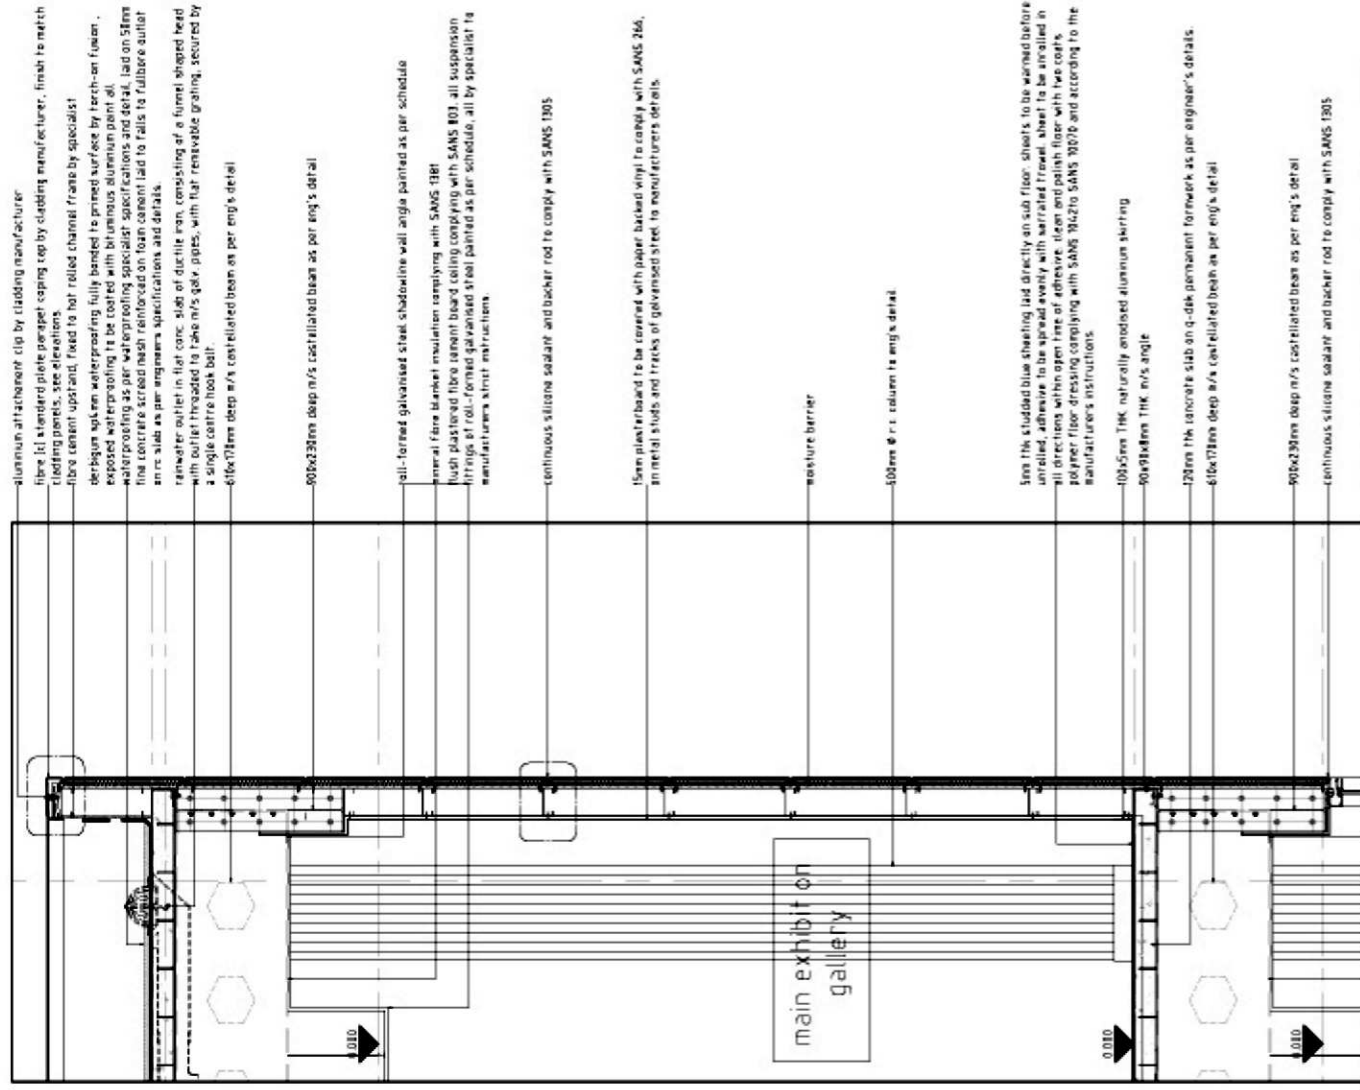 aluminium attachement clip by cladding manufacturer
fibre [c] standard plate parapet coping cap by cladding manufacturer, finish to match
cladding panels, see elevations.
fibre cement upstand, fixed to hot rolled channel frame by specialist
derbigum sp4mm waterproofing fully bonded to primed surface by torch-on fusion ,
exposed waterproofing to be coated with bituminous aluminium paint all
waterproofing as per waterproofing specialist specifications and detail, laid on 50mm
fine concrete screed mesh reinforced on foam cement laid to falls to fullbore outlet
on rc slab as per engineers specifications and details.
rainwater outlet in flat conc. slab of ductile iron, consisting of a funnel shaped head
with outlet threaded to take m/s galv. pipes, with flat removable grating, secured by
a single centre hook bolt.
610x178mm deep m/s castellated beam as per eng's detail
900x230mm deep m/s castellated beam as per eng's detail
roll-formed galvanised steel shadowline wall angle painted as per schedule
mineral fibre blanket insulation complying with SANS 1381
flush plastered fibre cement board ceiling complying with SANS 803, all suspension
fittings of roll-formed galvanised steel painted as per schedule, all by specialist to
manufacturers strict instructions.
continuous silicone sealant and backer rod to comply with SANS 1305
15mm plasterboard to be covered with paper backed vinyl to comply with SANS 266,
on metal studs and tracks of galvanised steel to manufacturers details.
moisture barrier
500mm Ø r.c. column to eng's detail
5mm thk studded blue sheeting laid directly on sub floor. sheets to be warmed before
unrolled, adhesive to be spread evenly with serrated trowel. sheet to be unrolled in
all directions within open time of adhesive. clean and polish floor with two coats
polymer floor dressing complying with SANS 1042 to SANS 10070 and according to the
manufacturers instructions
100x5mm THK naturally anodised aluminum skirting
90x90x8mm THK m/s angle
120mm thk concrete slab on q-dek permanent formwork as per engineer's details.
610x178mm deep m/s castellated beam as per eng's detail
900x230mm deep m/s castellated beam as per eng's detail
continuous silicone sealant and backer rod to comply with SANS 1305
main exhibit on
gallery
0.000
0.000
0.000